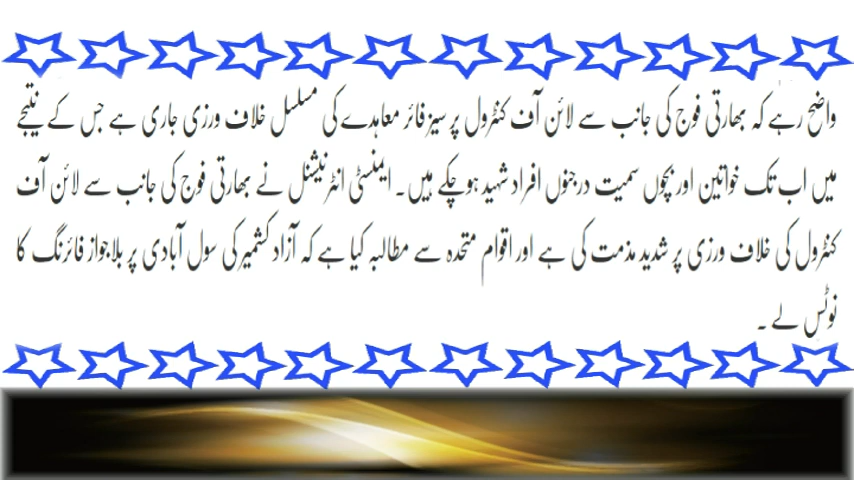 واضح رہے کہ بھارتی فوج کی جانب سے لائن آف کنٹرول پر سیز فائر معاہدے کی مسلسل خلاف ورزی جاری ہے جس کے نتیجے
میں اب تک خواتین اور بچوں سمیت درجنوں افراد شہید ہوچکے ہیں۔ ایمنسٹی انٹرنیشنل نے بھارتی فوج کی جانب سے لائن آف
کنٹرول کی خلاف ورزی پر شدید مذمت کی ہے اور اقوام متحدہ سے مطالبہ کیا ہے کہ آزاد کشمیر کی سول آبادی پر بلاجواز فائرنگ کا
نوٹس لے ۔